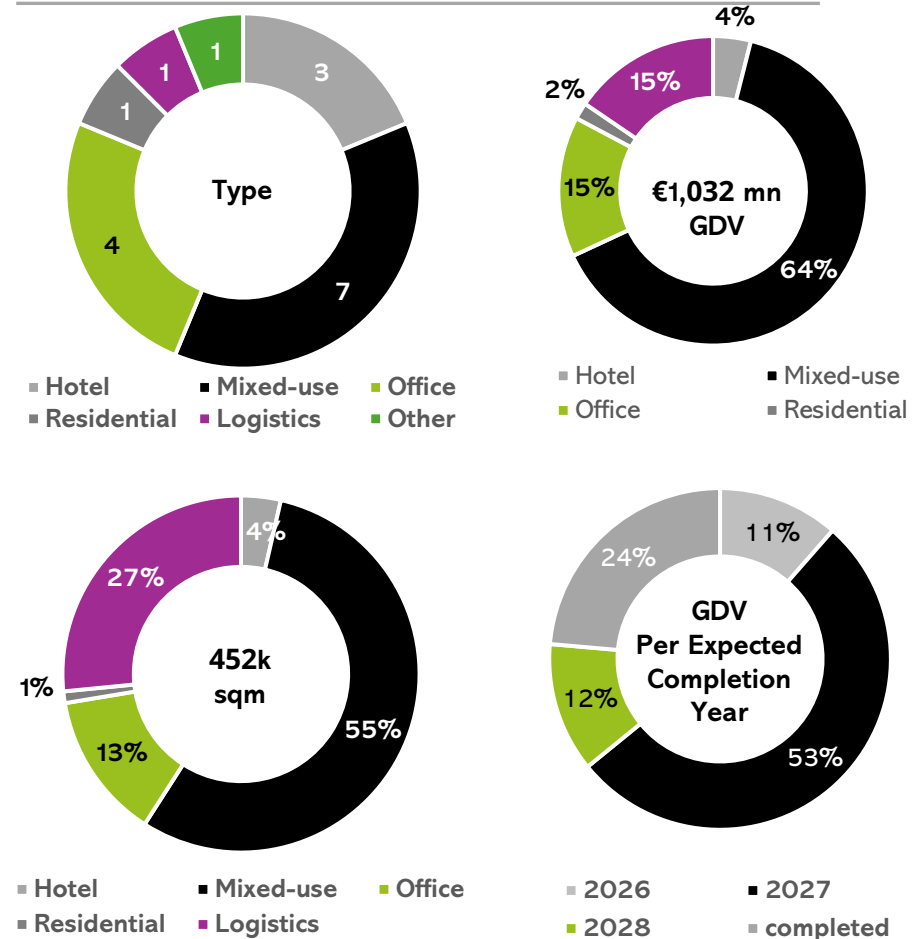 3
7
4
1
1
1
Type
Hotel
Mixed-use
Office
Residential
Logistics
Other
4%
64%
15%
2%
15%
€1,032 mn
GDV
Hotel
Mixed-use
Office
Residential
4%
55%
13%
1%
27%
452k
sqm
Hotel
Mixed-use
Office
Residential
Logistics
11%
53%
12%
24%
GDV
Per Expected
Completion
Year
2026
2027
2028
completed